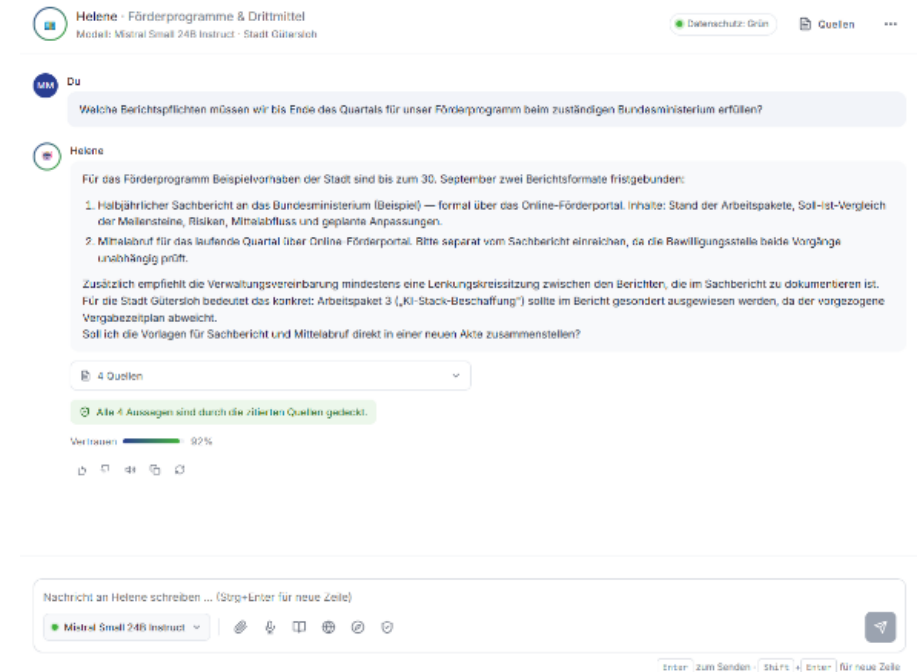 Helene · Förderprogramme & Drittmittel
Modell: Mistral Small 24B Instruct · Stadt Gütersloh
Datenschutz: Grün
Quellen
MM
Du
Welche Berichtspflichten müssen wir bis Ende des Quartals für unser Förderprogramm beim zuständigen Bundesministerium erfüllen?
Helene
Für das Förderprogramm Beispielvorhaben der Stadt sind bis zum 30. September zwei Berichtsformate fristgebunden:
1. Halbjährlicher Sachbericht an das Bundesministerium (Beispiel) — formal über das Online-Förderportal. Inhalte: Stand der Arbeitspakete, Soll-Ist-Vergleich
der Meilensteine, Risiken, Mittelabfluss und geplante Anpassungen.
2. Mittelabruf für das laufende Quartal über Online-Förderportal. Bitte separat vom Sachbericht einreichen, da die Bewilligungsstelle beide Vorgänge
unabhängig prüft.
Zusätzlich empfiehlt die Verwaltungsvereinbarung mindestens eine Lenkungskreissitzung zwischen den Berichten, die im Sachbericht zu dokumentieren ist.
Für die Stadt Gütersloh bedeutet das konkret: Arbeitspaket 3 („KI-Stack-Beschaffung") sollte im Bericht gesondert ausgewiesen werden, da der vorgezogene
Vergabezeitplan abweicht.
Soll ich die Vorlagen für Sachbericht und Mittelabruf direkt in einer neuen Akte zusammenstellen?
4 Quellen
Alle 4 Aussagen sind durch die zitierten Quellen gedeckt.
Vertrauen 92%
Nachricht an Helene schreiben ... (Strg+Enter für neue Zeile)
Mistral Small 24B Instruct
Enter zum Senden · Shift + Enter für neue Zeile